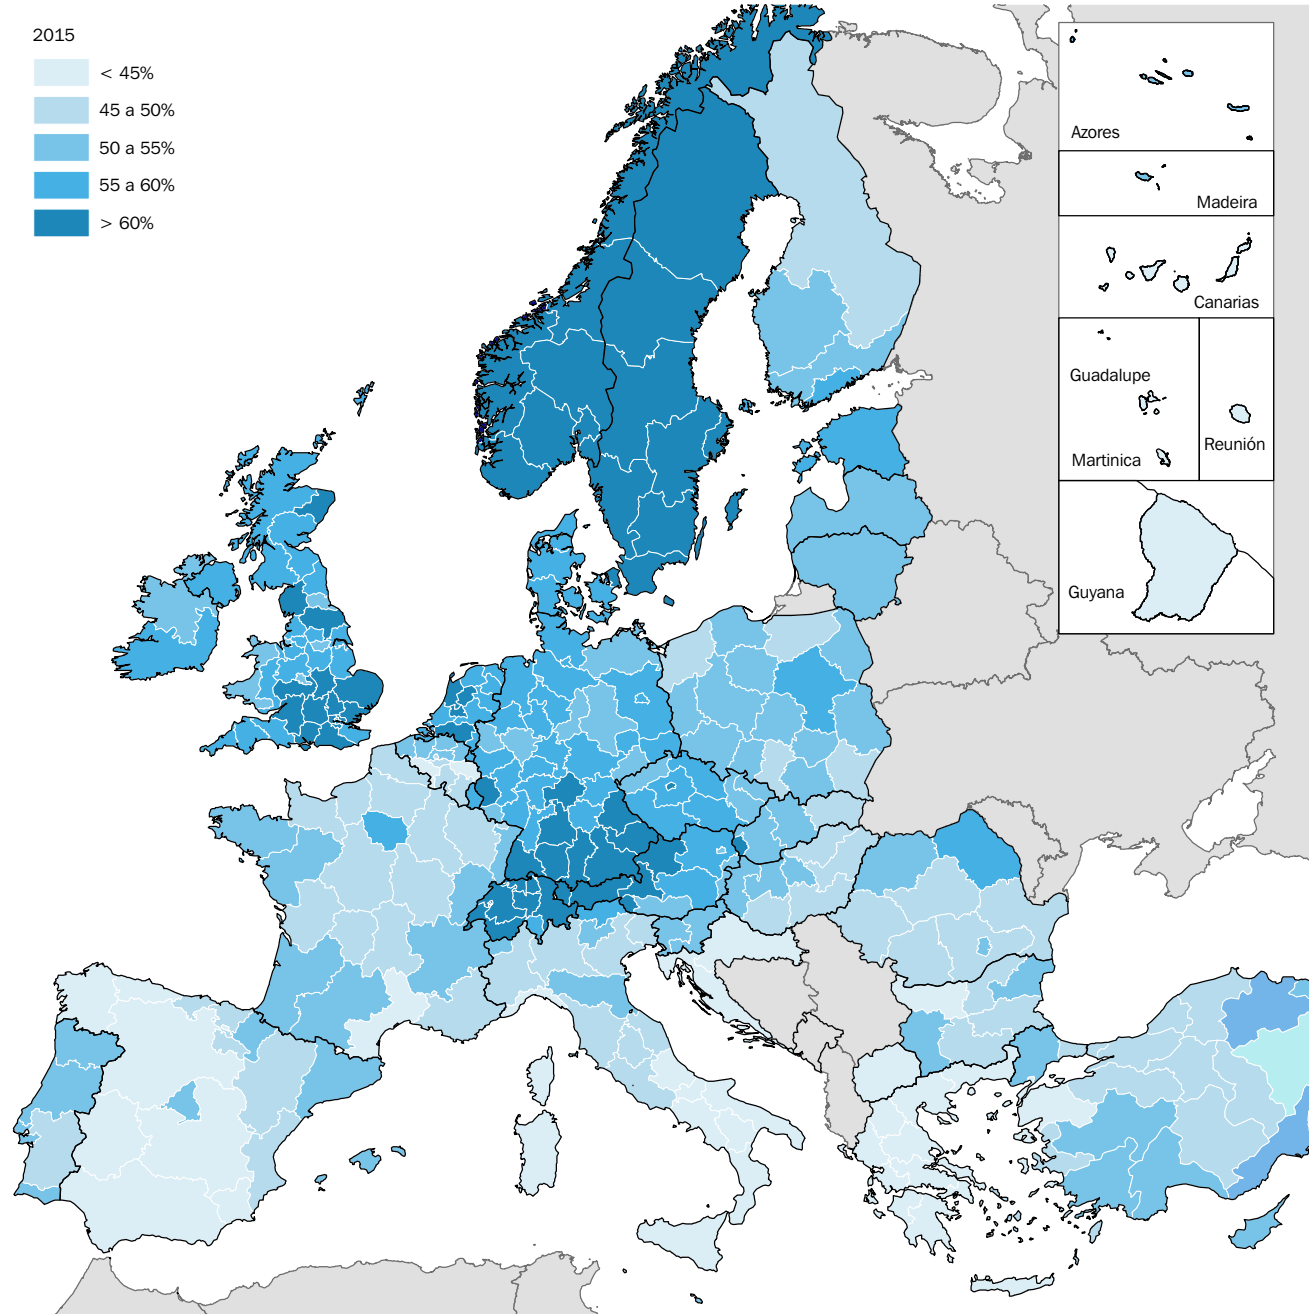 2015
< 45%
45 a 50%
50 a 55%
55 a 60%
> 60%
Azores
Madeira
Canarias
Guadalupe
Martinica
Reunión
Guyana